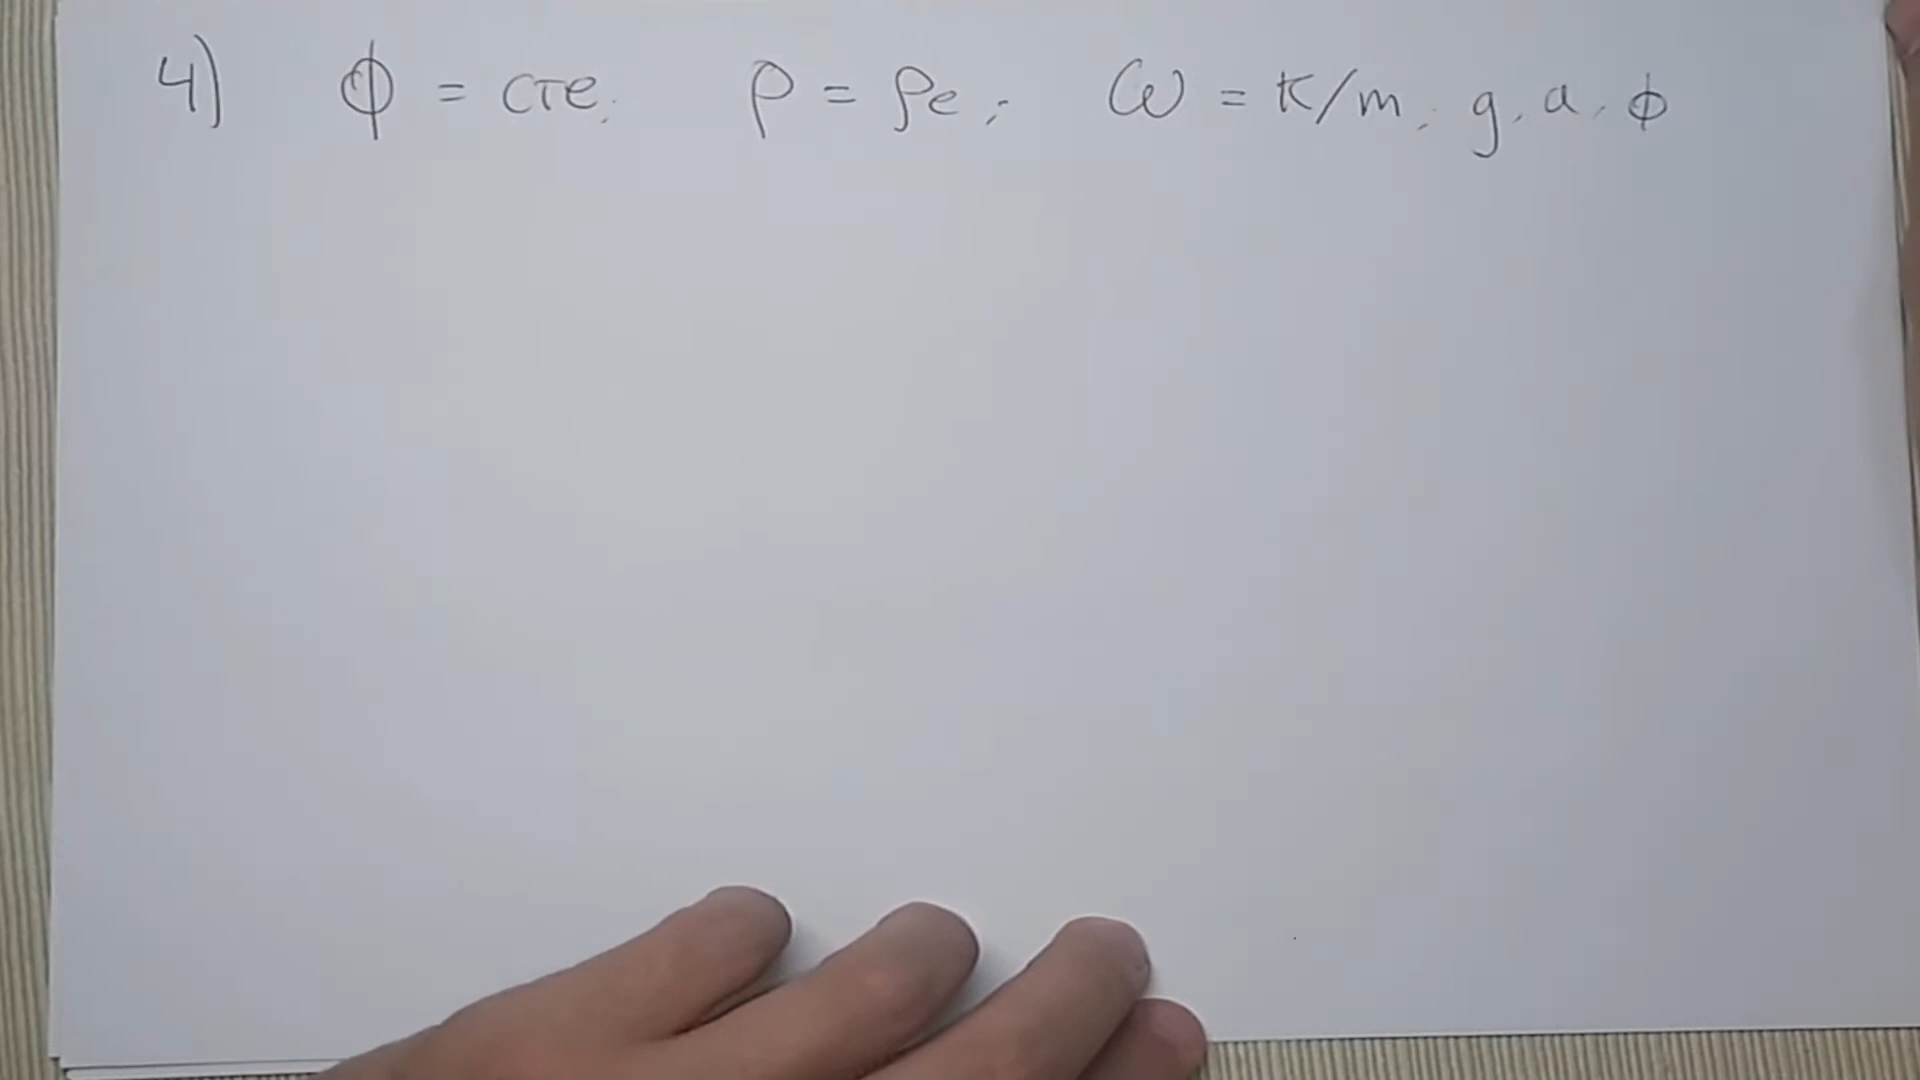 4) Φ = cte; ρ = ρe; ω = k/m; g, a, ϕ